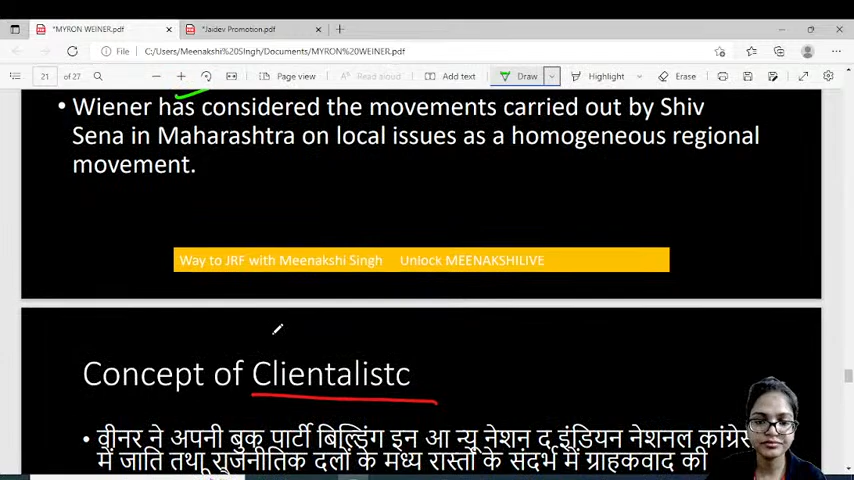 *MYRON WEINER.pdf
*Jaidev Promotion.pdf
File
C:/Users/Meenakshi%20SIngh/Documents/MYRON%20WEINER.pdf
21 of 27
Page view
Read aloud
Add text
Draw
Highlight
Erase
• Wiener has considered the movements carried out by Shiv
Sena in Maharashtra on local issues as a homogeneous regional
movement.
Way to JRF with Meenakshi Singh Unlock MEENAKSHILIVE
Concept of Clientalistc
• वीनर ने अपनी बुक पार्टी बिल्डिंग इन आ न्यू नेशन द इंडियन नेशनल कांग्रेस
में जाति तथा राजनीतिक दलों के मध्य रास्तों के संदर्भ में ग्राहकवाद की